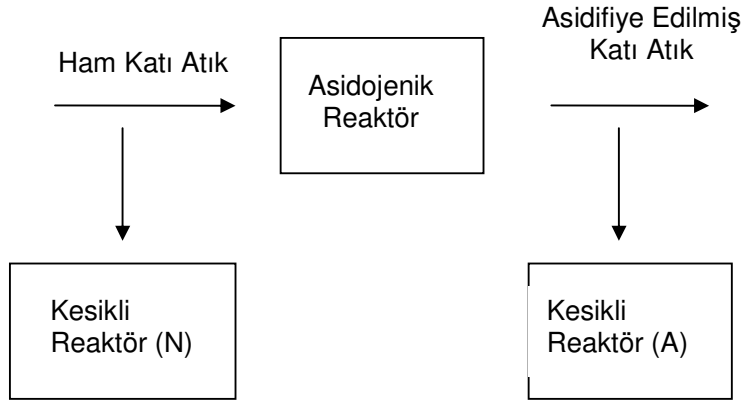 Ham Katı Atık
Asidojenik
Reaktör
Asidifiye Edilmiş
Katı Atık
Kesikli
Reaktör (N)
Kesikli
Reaktör (A)